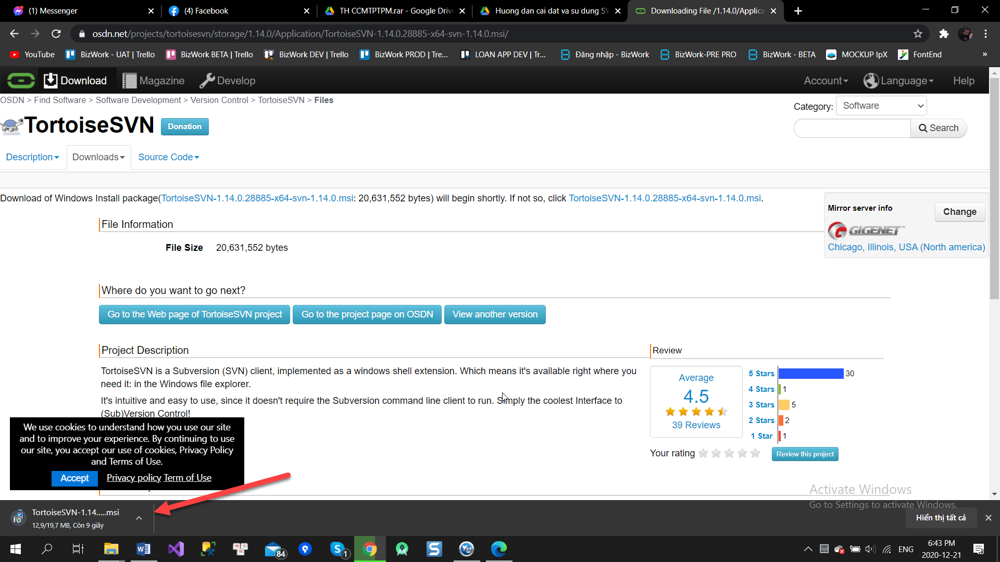 (1) Messenger
(4) Facebook
TH CCMTPTPM.rar - Google Drive
Huong dan cai dat va su dung SV
Downloading File /1.14.0/Applica
osdn.net/projects/tortoisesvn/storage/1.14.0/Application/TortoiseSVN-1.14.0.28885-x64-svn-1.14.0.msi/
YouTube
BizWork - UAT | Trello
BizWork BETA | Trello
BizWork DEV | Trello
BizWork PROD | Tre...
LOAN APP DEV | Tr...
Đăng nhập - BizWork
BizWork-PRE PRO
BizWork - BETA
MOCKUP IpX
FontEnd
»
Download
Magazine
Develop
Account
Language
Help
OSDN > Find Software > Software Development > Version Control > TortoiseSVN > Files
Category:
Software
TortoiseSVN
Donation
Search
Description
Downloads
Source Code
Download of Windows Install package(TortoiseSVN-1.14.0.28885-x64-svn-1.14.0.msi: 20,631,552 bytes) will begin shortly. If not so, click TortoiseSVN-1.14.0.28885-x64-svn-1.14.0.msi.
Mirror server info
Change
GIGENET™
Chicago, Illinois, USA (North america)
File Information
File Size 20,631,552 bytes
Where do you want to go next?
Go to the Web page of TortoiseSVN project
Go to the project page on OSDN
View another version
Project Description
TortoiseSVN is a Subversion (SVN) client, implemented as a windows shell extension. Which means it's available right where you
need it: in the Windows file explorer.
It's intuitive and easy to use, since it doesn't require the Subversion command line client to run. Simply the coolest Interface to
(Sub)Version Control!
Review
Average
4.5
39 Reviews
5 Stars 30
4 Stars 1
3 Stars 5
2 Stars 2
1 Star 1
Your rating
Review this project
We use cookies to understand how you use our site
and to improve your experience. By continuing to use
our site, you accept our use of cookies, Privacy Policy
and Terms of Use.
Accept
Privacy policy Term of Use
Activate Windows
Go to Settings to activate Windows.
TortoiseSVN-1.14.....msi
12,9/19,7 MB, Còn 9 giây
Hiển thị tất cả
84
1
ENG
6:43 PM
2020-12-21